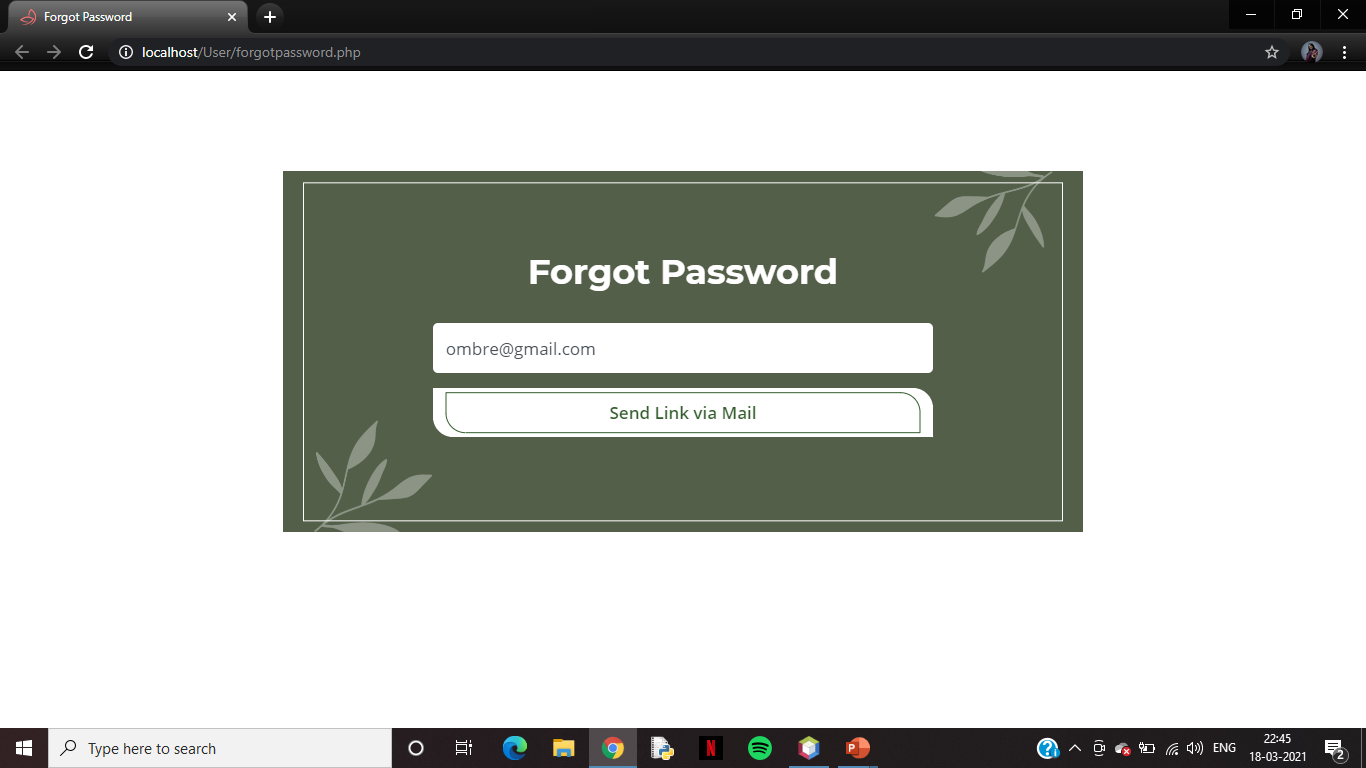 Forgot Password
localhost/User/forgotpassword.php
Forgot Password
ombre@gmail.com
Send Link via Mail
Type here to search
N
P
ENG
22:45
18-03-2021
2